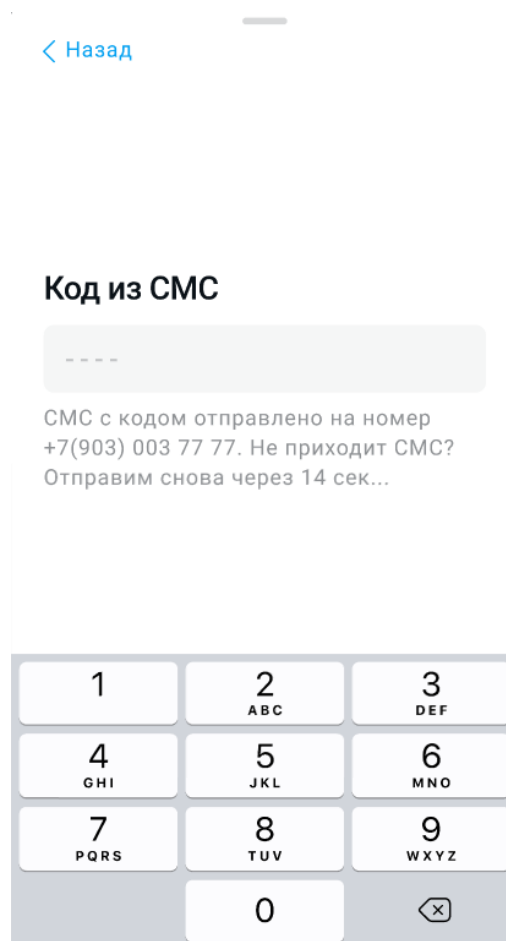 Назад
Код из СМС
----
СМС с кодом отправлено на номер
+7(903) 003 77 77. Не приходит СМС?
Отправим снова через 14 сек...
1 2 3
ABC DEF
4 5 6
GHI JKL MNO
7 8 9
PQRS TUV WXYZ
0